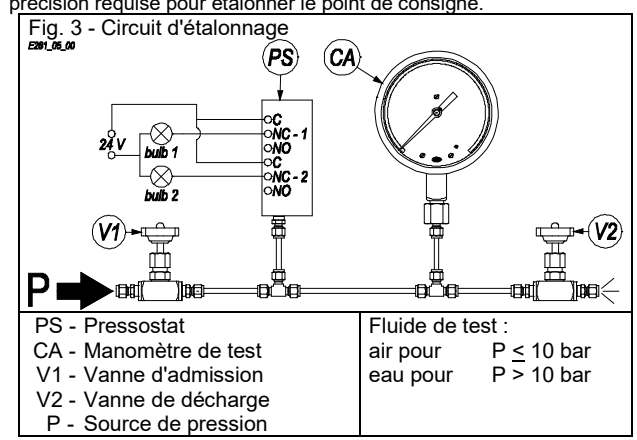 précision requise pour étalonner le point de consigne.
Fig. 3 - Circuit d'étalonnage
E281_05_00
PS
CA
C
NC - 1
NO
C
NC - 2
NO
24 V
bulb 1
bulb 2
V1
V2
P
PS - Pressostat
CA - Manomètre de test
V1 - Vanne d'admission
V2 - Vanne de décharge
P - Source de pression
Fluide de test :
air pour P ≤ 10 bar
eau pour P > 10 bar